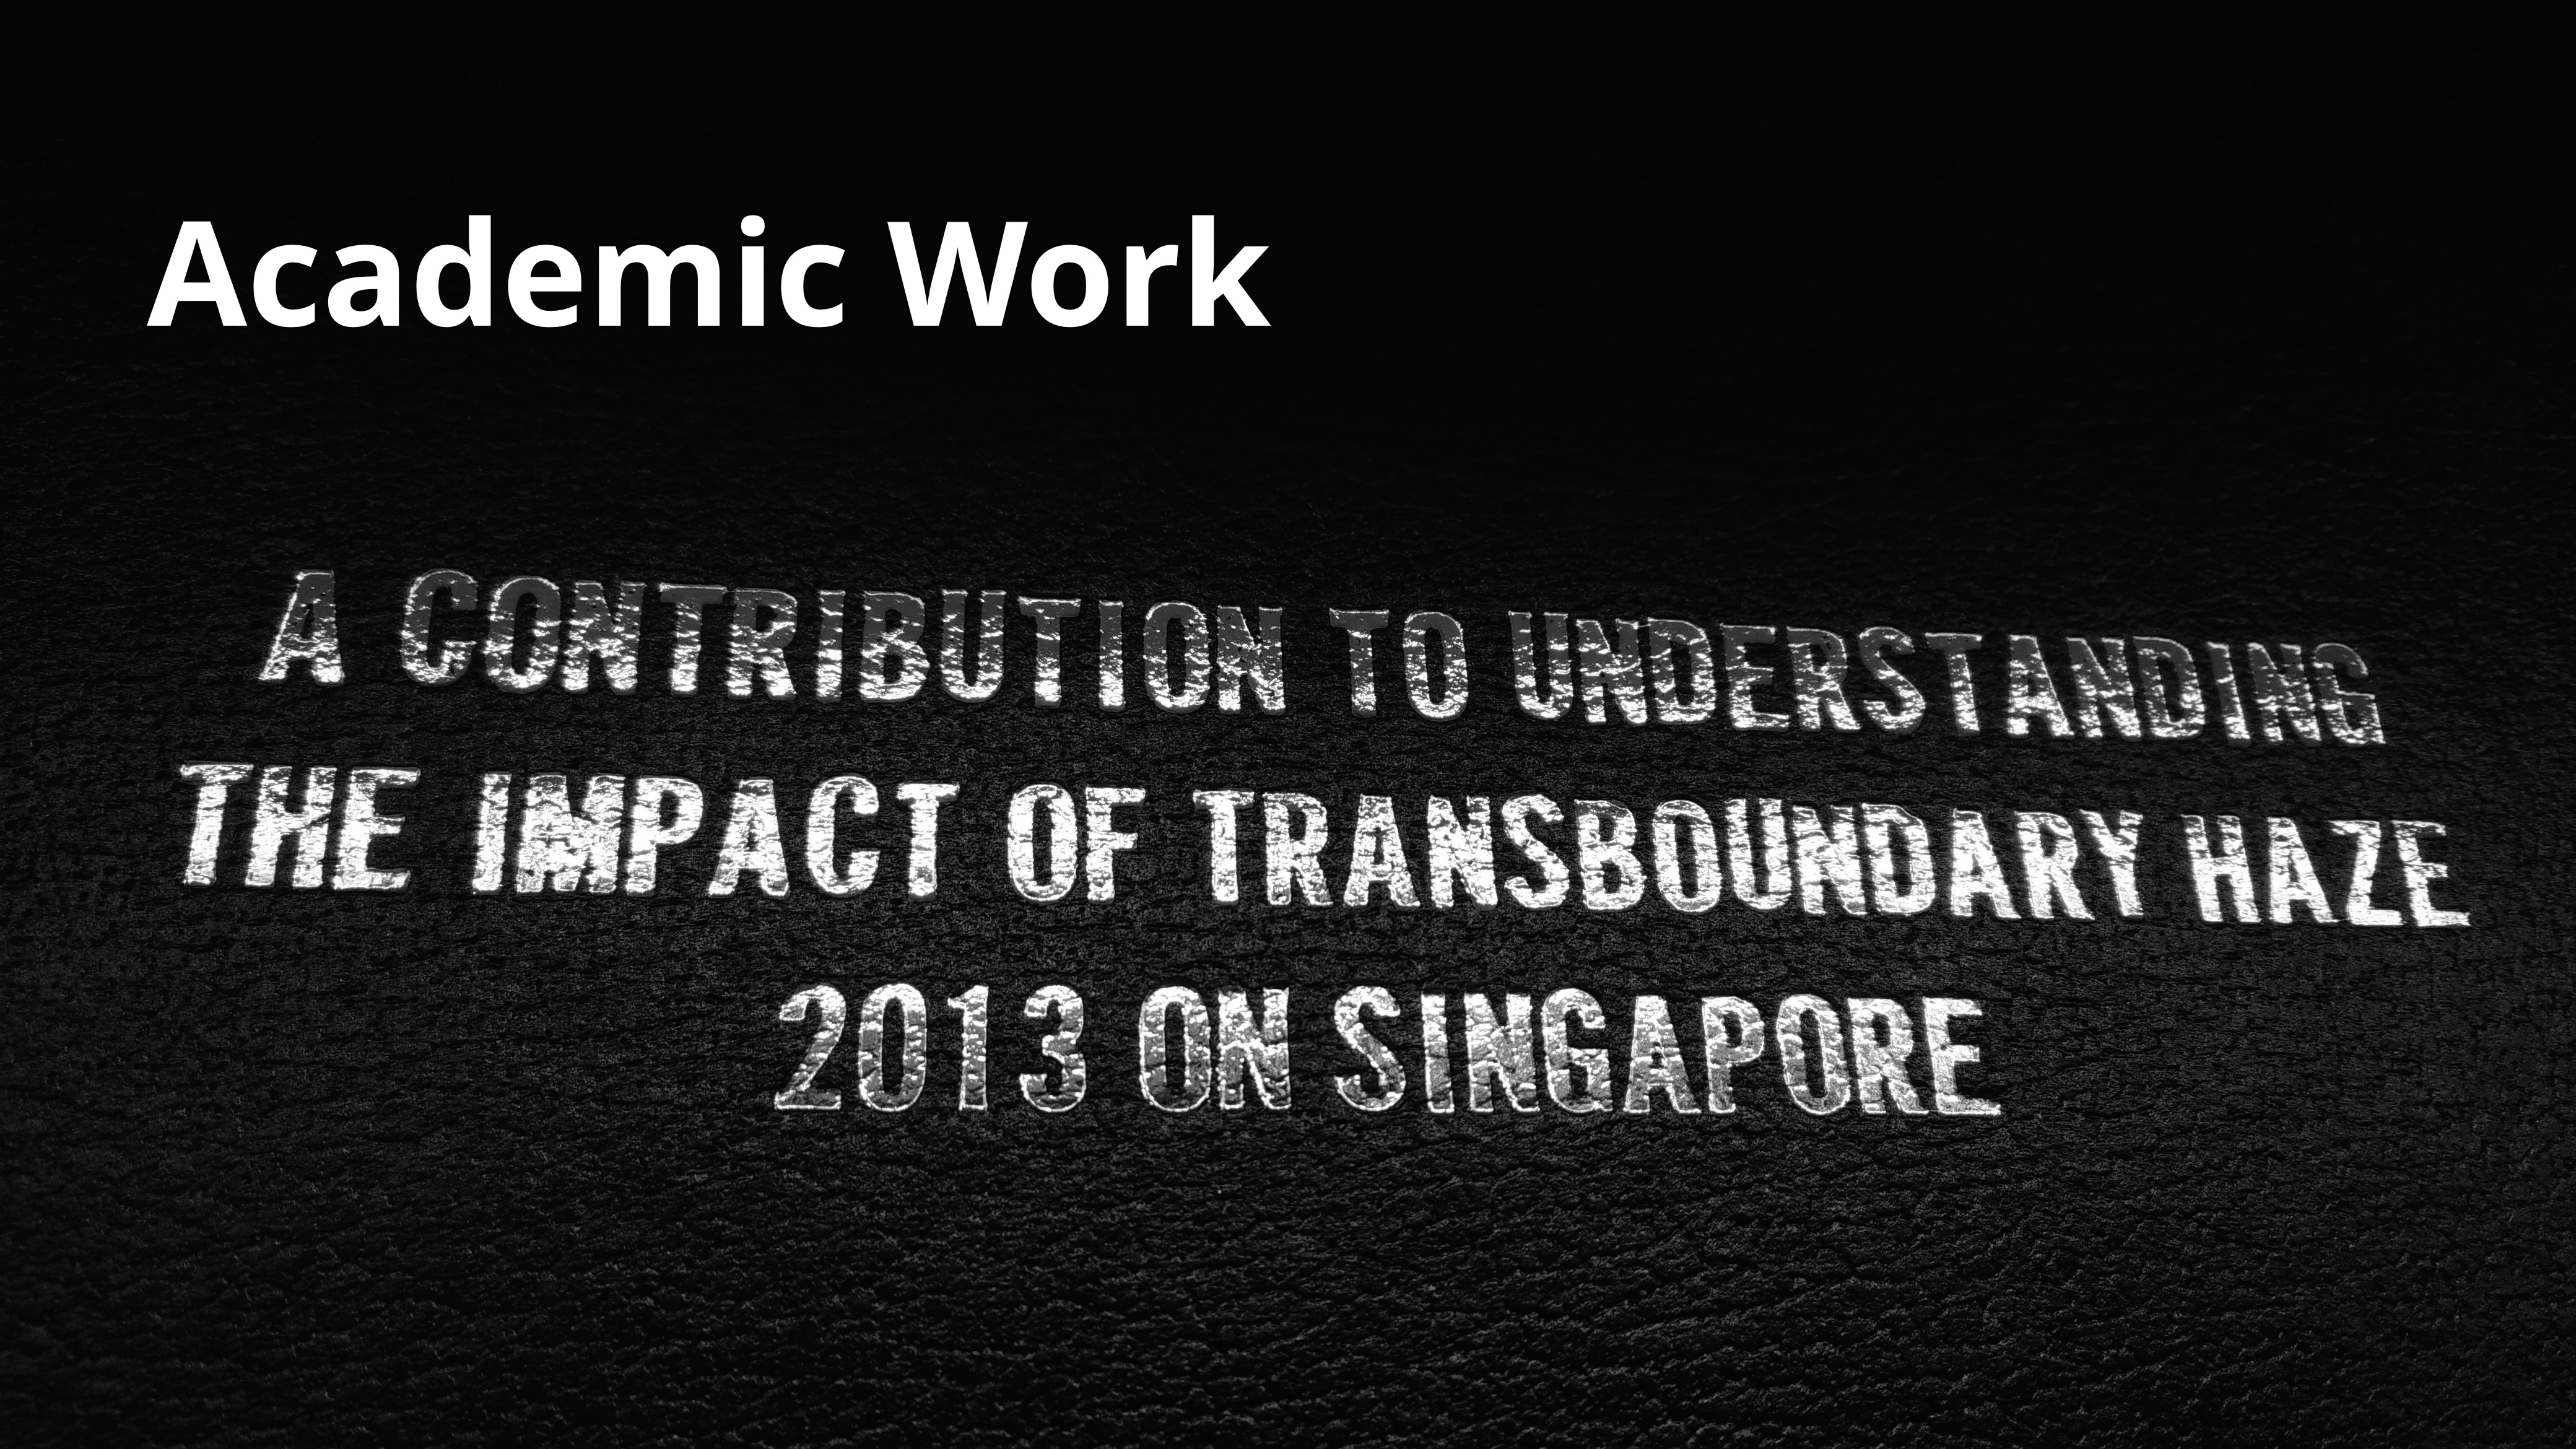 Academic Work
A CONTRIBUTION TO UNDERSTANDING
THE IMPACT OF TRANSBOUNDARY HAZE
2013 ON SINGAPORE